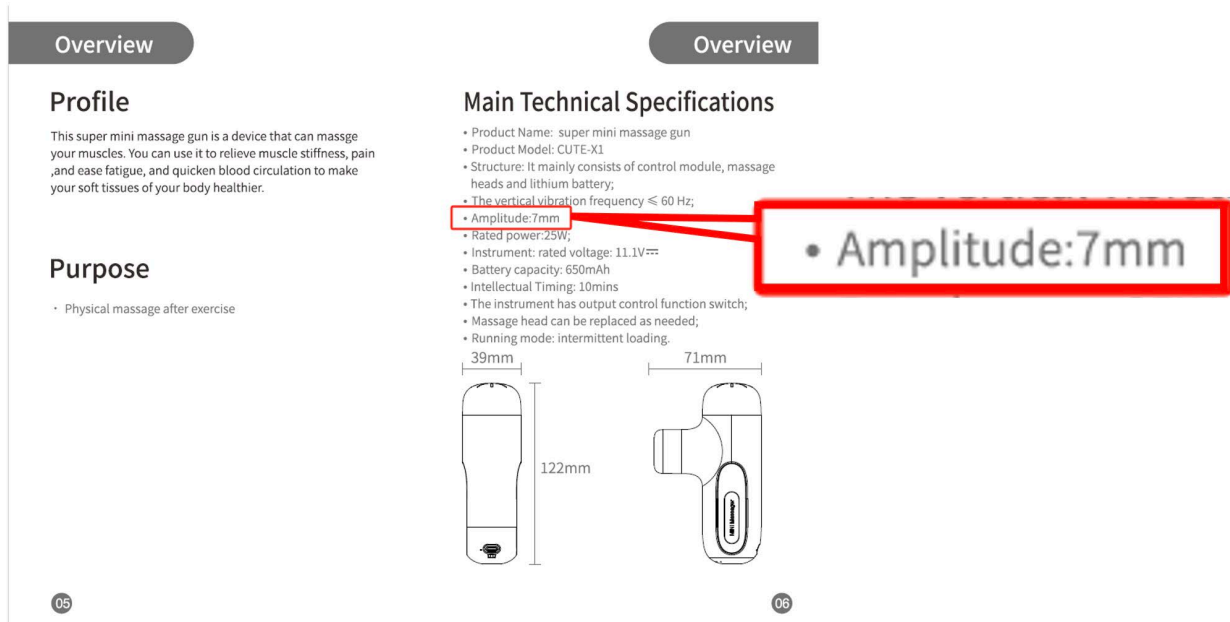 Overview
Profile
This super mini massage gun is a device that can massge
your muscles. You can use it to relieve muscle stiffness, pain
,and ease fatigue, and quicken blood circulation to make
your soft tissues of your body healthier.
Purpose
· Physical massage after exercise
05
Overview
Main Technical Specifications
• Product Name: super mini massage gun
• Product Model: CUTE-X1
• Structure: It mainly consists of control module, massage
heads and lithium battery;
• The vertical vibration frequency ≤ 60 Hz;
• Amplitude:7mm
• Rated power:25W;
• Instrument: rated voltage: 11.1V⎓
• Battery capacity: 650mAh
• Intellectual Timing: 10mins
• The instrument has output control function switch;
• Massage head can be replaced as needed;
• Running mode: intermittent loading.
39mm
71mm
122mm
MINI Massager
06
• Amplitude:7mm